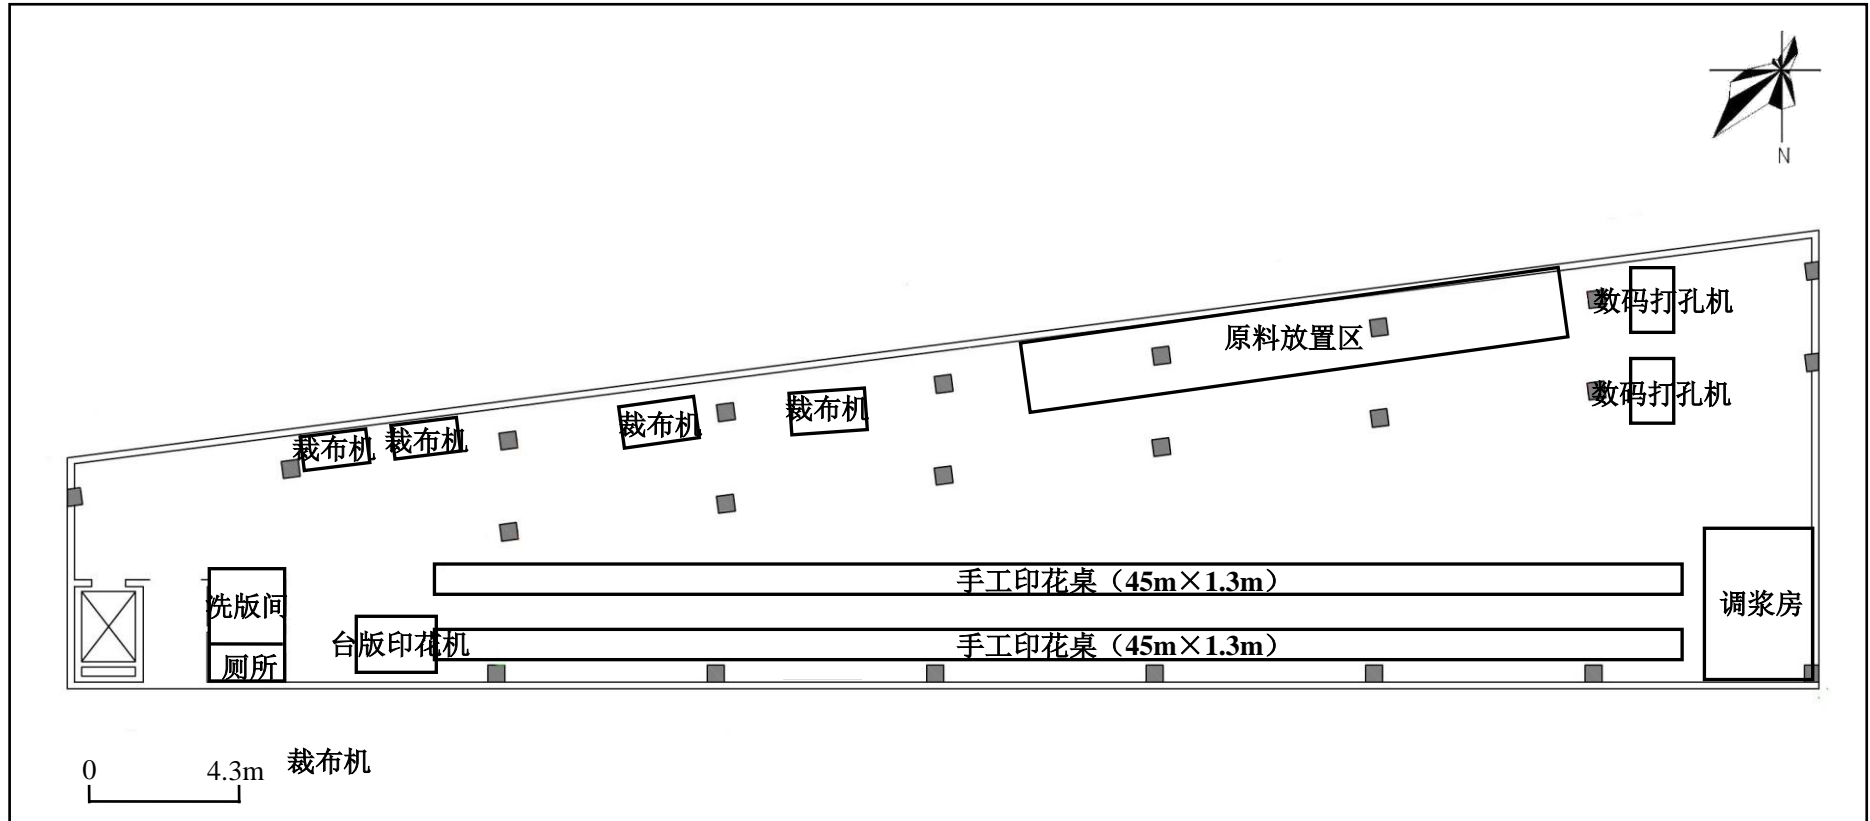 N
数码打孔机
原料放置区
数码打孔机
裁布机
裁布机
裁布机
裁布机
手工印花桌（45m×1.3m）
洗版间
调浆房
台版印花机
手工印花桌（45m×1.3m）
厕所
0
4.3m
裁布机